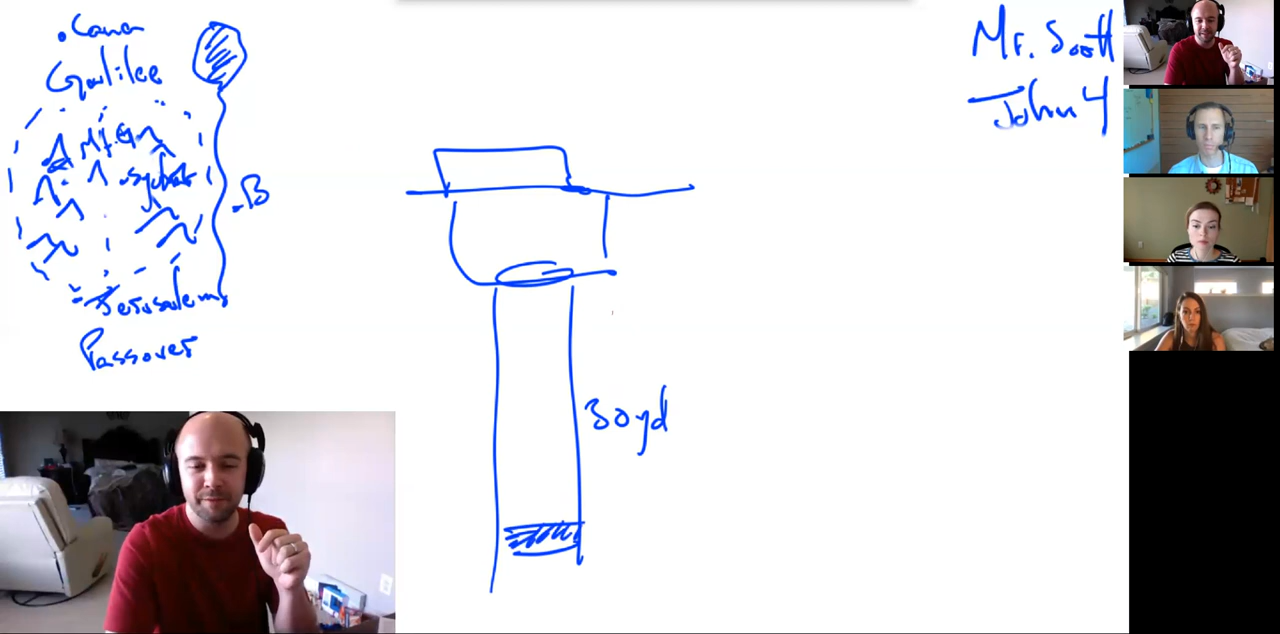 .Cana
Galilee
.B
Jerusalem
Passover
30yd
Mr. Scott
John 4